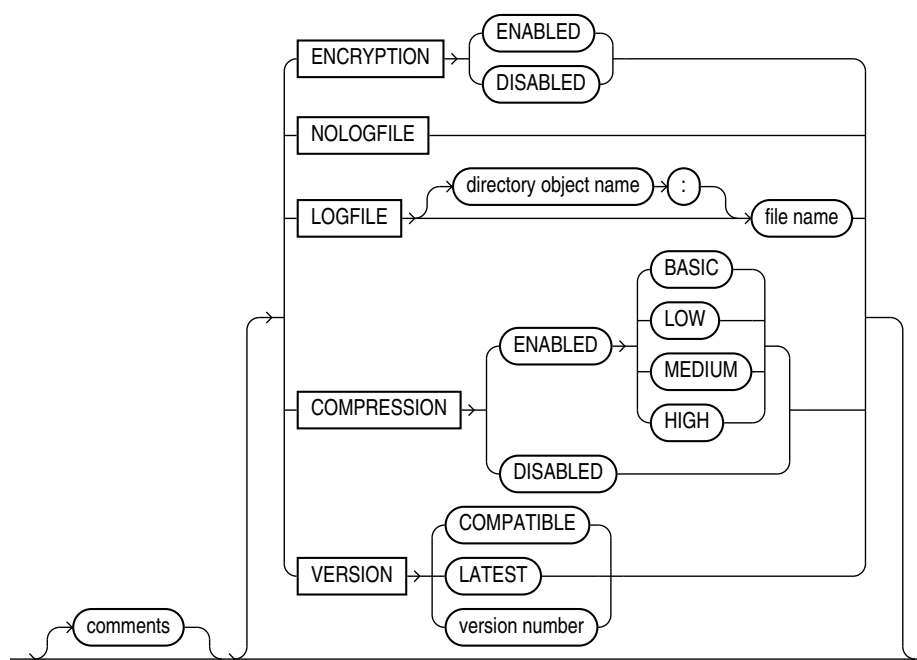 ENCRYPTION
ENABLED
DISABLED
NOLOGFILE
LOGFILE
directory object name
:
file name
COMPRESSION
ENABLED
BASIC
LOW
MEDIUM
HIGH
DISABLED
VERSION
COMPATIBLE
LATEST
version number
comments